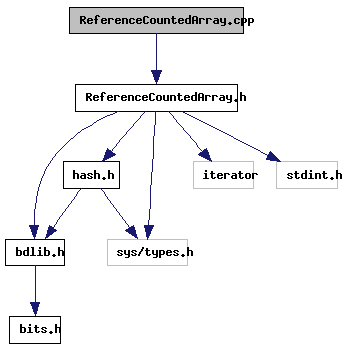 ReferenceCountedArray.cpp
ReferenceCountedArray.h
hash.h
iterator
stdint.h
bdlib.h
sys/types.h
bits.h